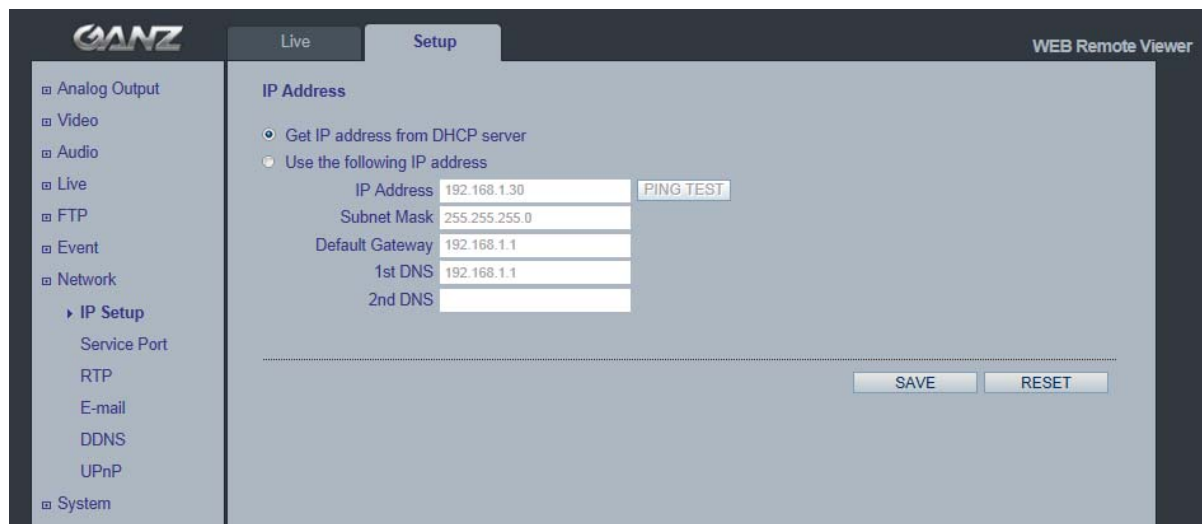 GANZ
Live
Setup
WEB Remote Viewer
Analog Output
Video
Audio
Live
FTP
Event
Network
IP Setup
Service Port
RTP
E-mail
DDNS
UPnP
System
IP Address
Get IP address from DHCP server
Use the following IP address
IP Address 192.168.1.30 PING TEST
Subnet Mask 255.255.255.0
Default Gateway 192.168.1.1
1st DNS 192.168.1.1
2nd DNS
SAVE RESET